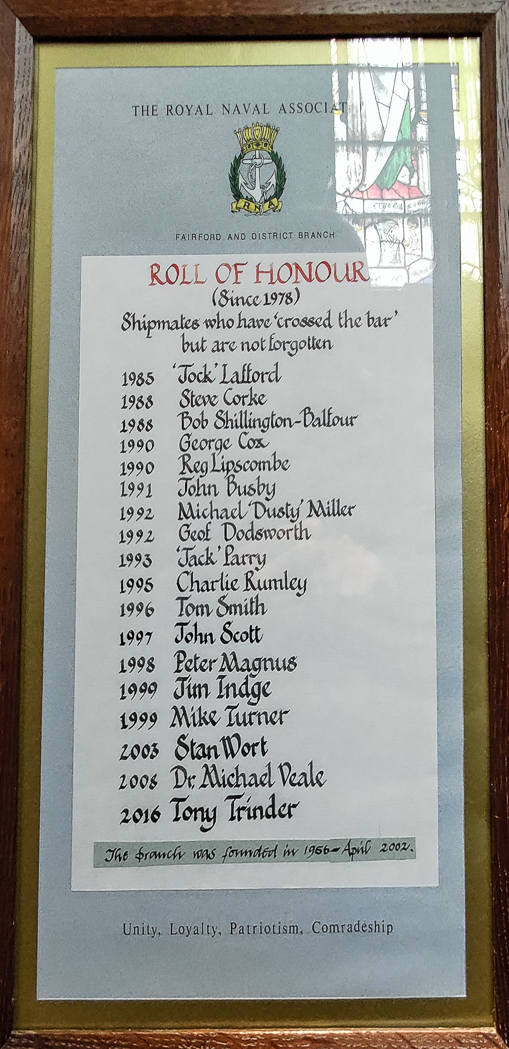 THE ROYAL NAVAL ASSOCIAT
RNA
FAIRFORD AND DISTRICT BRANCH
ROLL OF HONOUR
(Since 1978)
Shipmates who have 'crossed the bar'
but are not forgotten
1985 'Jock' Lafford
1988 Steve Corke
1988 Bob Shillington-Balfour
1990 George Cox
1990 Reg Lipscombe
1991 John Busby
1992 Michael 'Dusty' Miller
1992 Geof Dodsworth
1993 'Jack' Parry
1995 Charlie Rumley
1996 Tom Smith
1997 John Scott
1998 Peter Magnus
1999 Jim Indge
1999 Mike Turner
2003 Stan Wort
2008 Dr. Michael Veale
2016 Tony Trinder
The branch was founded in 1966-April 2002.
Unity, Loyalty, Patriotism, Comradeship